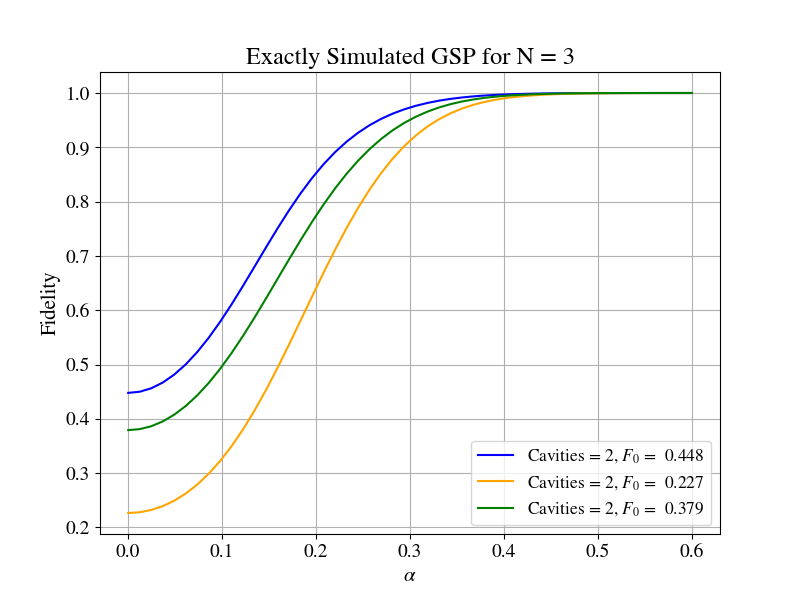 Exactly Simulated GSP for N = 3
1.0
0.9
0.8
0.7
0.6
0.5
0.4
0.3
0.2
Fidelity
Cavities = 2, F₀ = 0.448
Cavities = 2, F₀ = 0.227
Cavities = 2, F₀ = 0.379
0.0 0.1 0.2 0.3 0.4 0.5 0.6
α